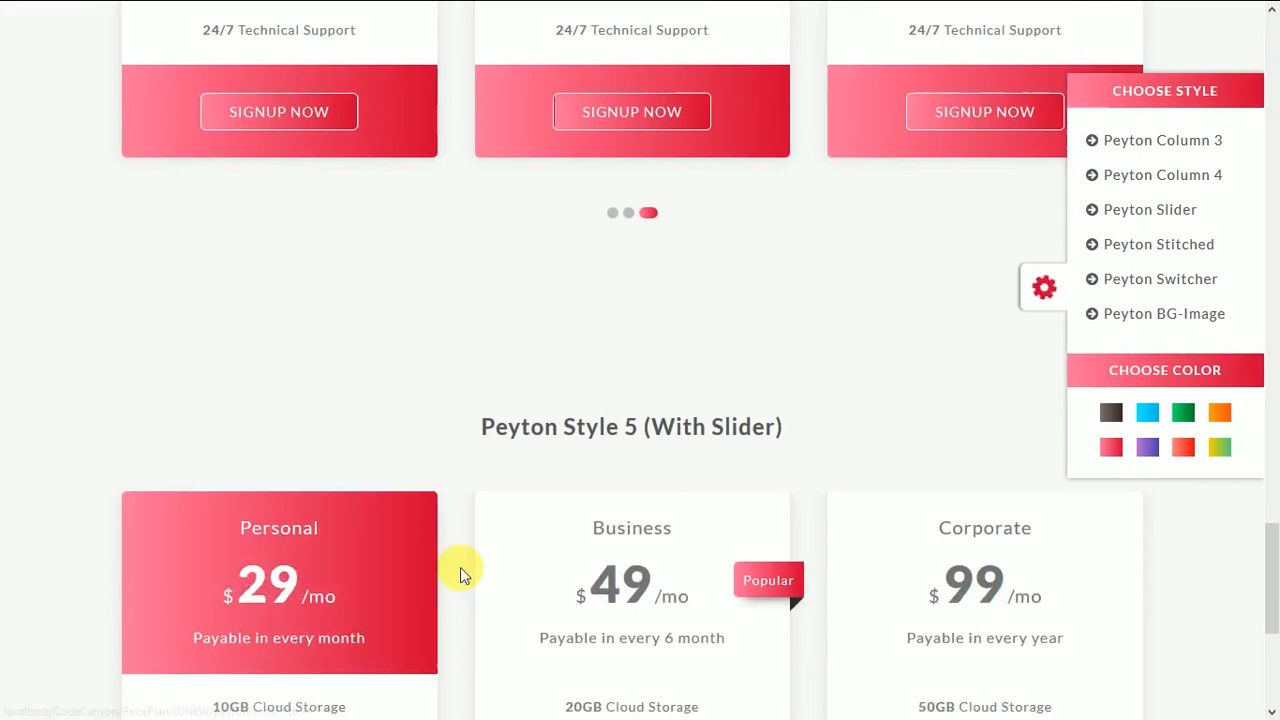 24/7 Technical Support
24/7 Technical Support
24/7 Technical Support
SIGNUP NOW
SIGNUP NOW
SIGNUP NOW
CHOOSE STYLE
Peyton Column 3
Peyton Column 4
Peyton Slider
Peyton Stitched
Peyton Switcher
Peyton BG-Image
CHOOSE COLOR
Peyton Style 5 (With Slider)
Personal
$29/mo
Payable in every month
10GB Cloud Storage
Business
$49/mo
Popular
Payable in every 6 month
20GB Cloud Storage
Corporate
$99/mo
Payable in every year
50GB Cloud Storage